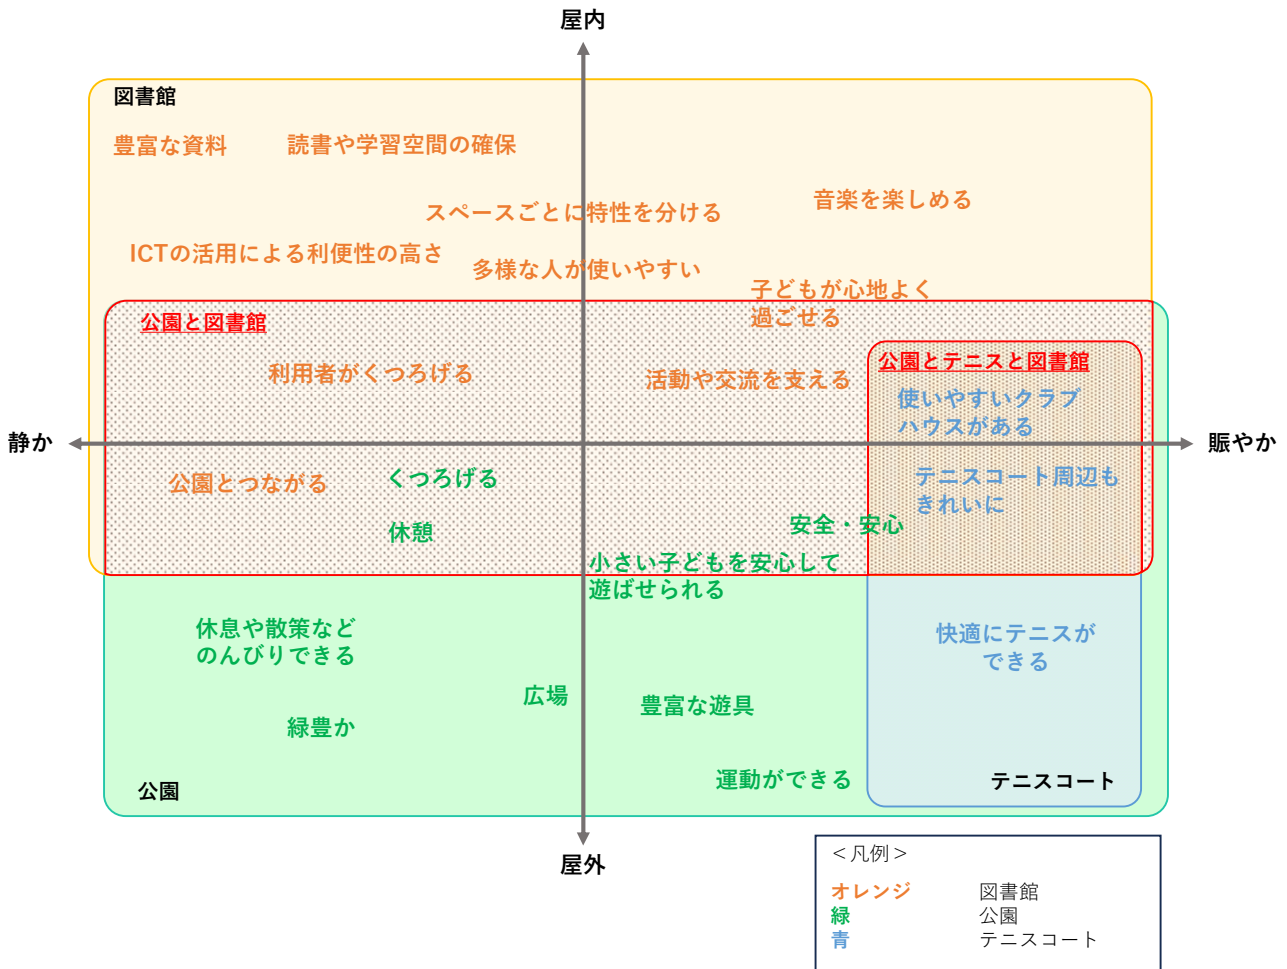 屋内
図書館
豊富な資料
読書や学習空間の確保
音楽を楽しめる
スペースごとに特性を分ける
ICTの活用による利便性の高さ
多様な人が使いやすい
子どもが心地よく
過ごせる
公園と図書館
公園とテニスと図書館
利用者がくつろげる
活動や交流を支える
使いやすいクラブ
ハウスがある
静か
賑やか
公園とつながる
くつろげる
テニスコート周辺も
きれいに
休憩
安全・安心
小さい子どもを安心して
遊ばせられる
休息や散策など
のんびりできる
快適にテニスが
できる
広場
豊富な遊具
緑豊か
運動ができる
公園
テニスコート
屋外
＜凡例＞
オレンジ 図書館
緑 公園
青 テニスコート